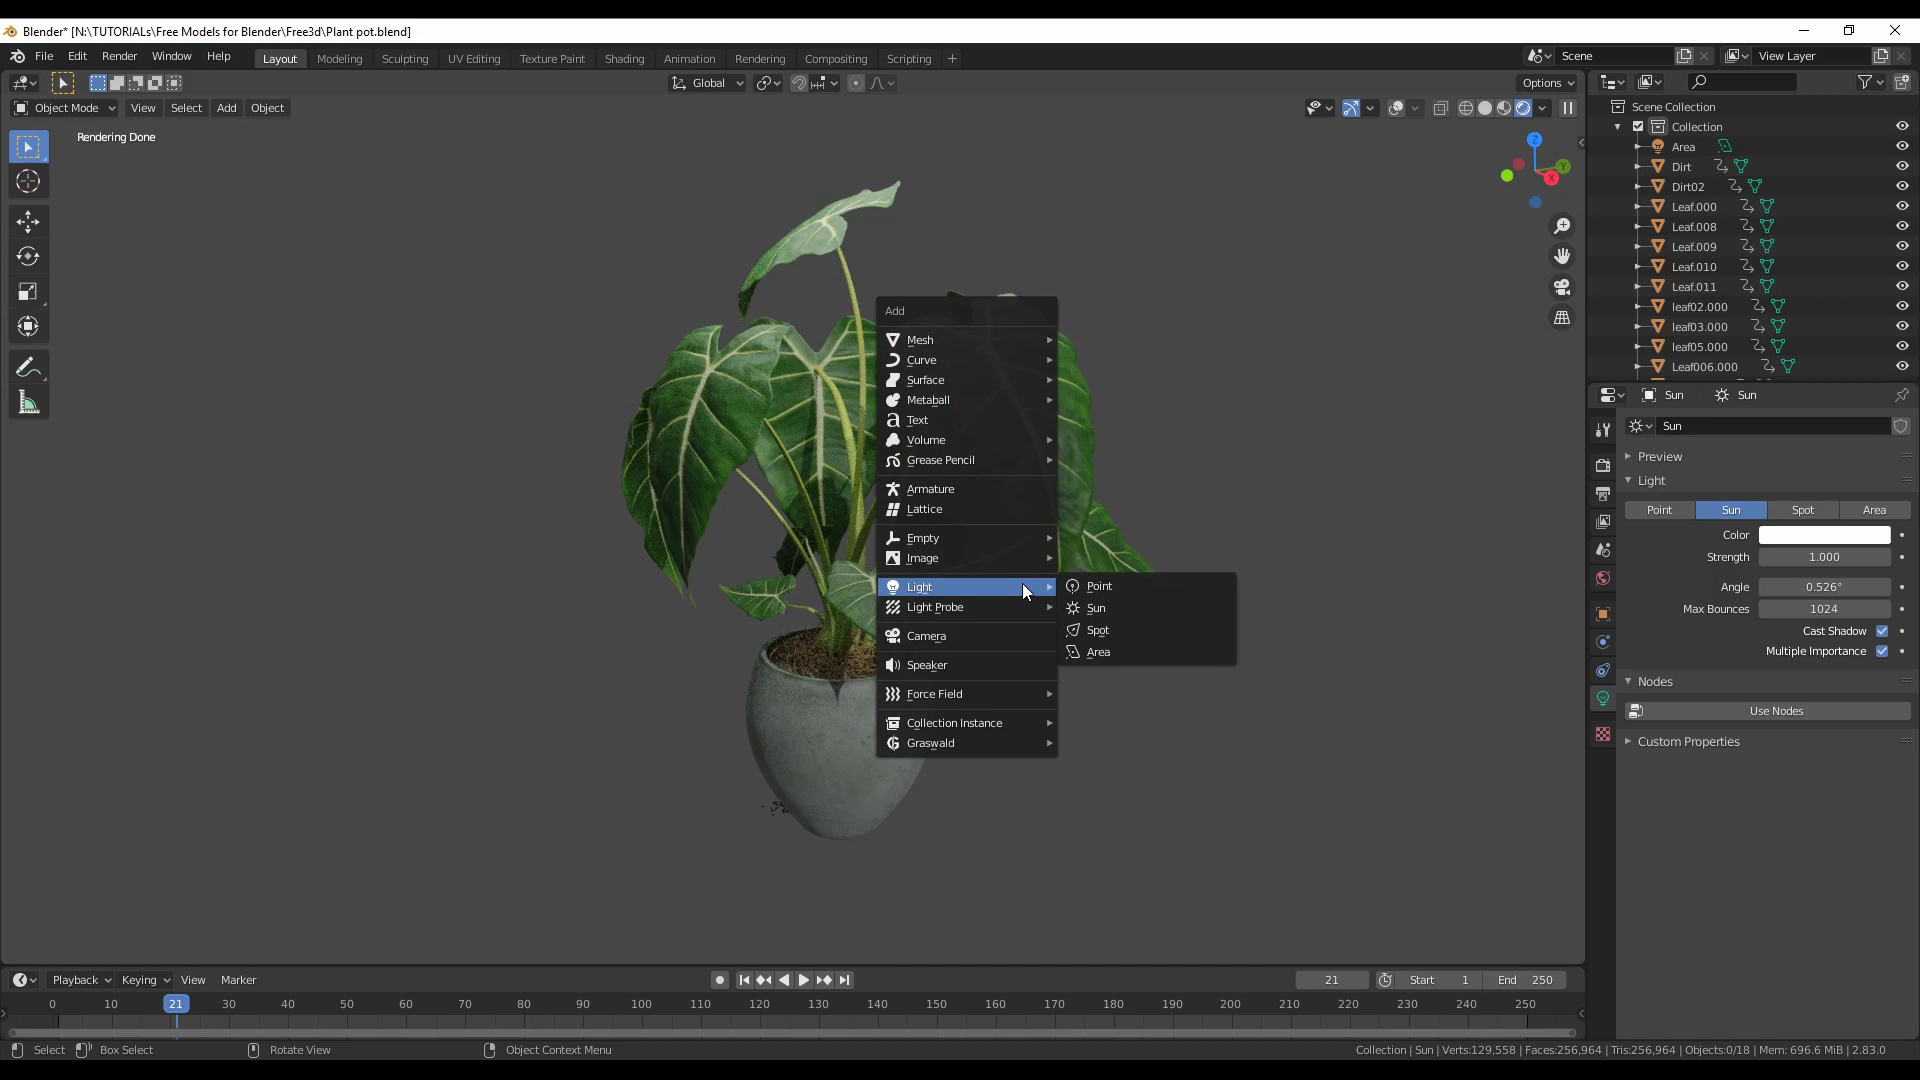 Blender* [N:\TUTORIALs\Free Models for Blender\Free3d\Plant pot.blend]
File Edit Render Window Help Layout Modeling Sculpting UV Editing Texture Paint Shading Animation Rendering Compositing Scripting + Scene View Layer
Global Options
Object Mode View Select Add Object
Rendering Done
Z
Y
X
Add
Mesh
Curve
Surface
Metaball
Text
Volume
Grease Pencil
Armature
Lattice
Empty
Image
Light
Light Probe
Camera
Speaker
Force Field
Collection Instance
Graswald
Point
Sun
Spot
Area
Scene Collection
Collection
Area
Dirt
Dirt02
Leaf.000
Leaf.008
Leaf.009
Leaf.010
Leaf.011
leaf02.000
leaf03.000
leaf05.000
Leaf006.000
Sun Sun
Sun
Preview
Light
Point Sun Spot Area
Color
Strength 1.000
Angle 0.526°
Max Bounces 1024
Cast Shadow
Multiple Importance
Nodes
Use Nodes
Custom Properties
Playback Keying View Marker 21 Start 1 End 250
0 10 21 30 40 50 60 70 80 90 100 110 120 130 140 150 160 170 180 190 200 210 220 230 240 250
Select Box Select Rotate View Object Context Menu Collection | Sun | Verts:129,558 | Faces:256,964 | Tris:256,964 | Objects:0/18 | Mem: 696.6 MiB | 2.83.0